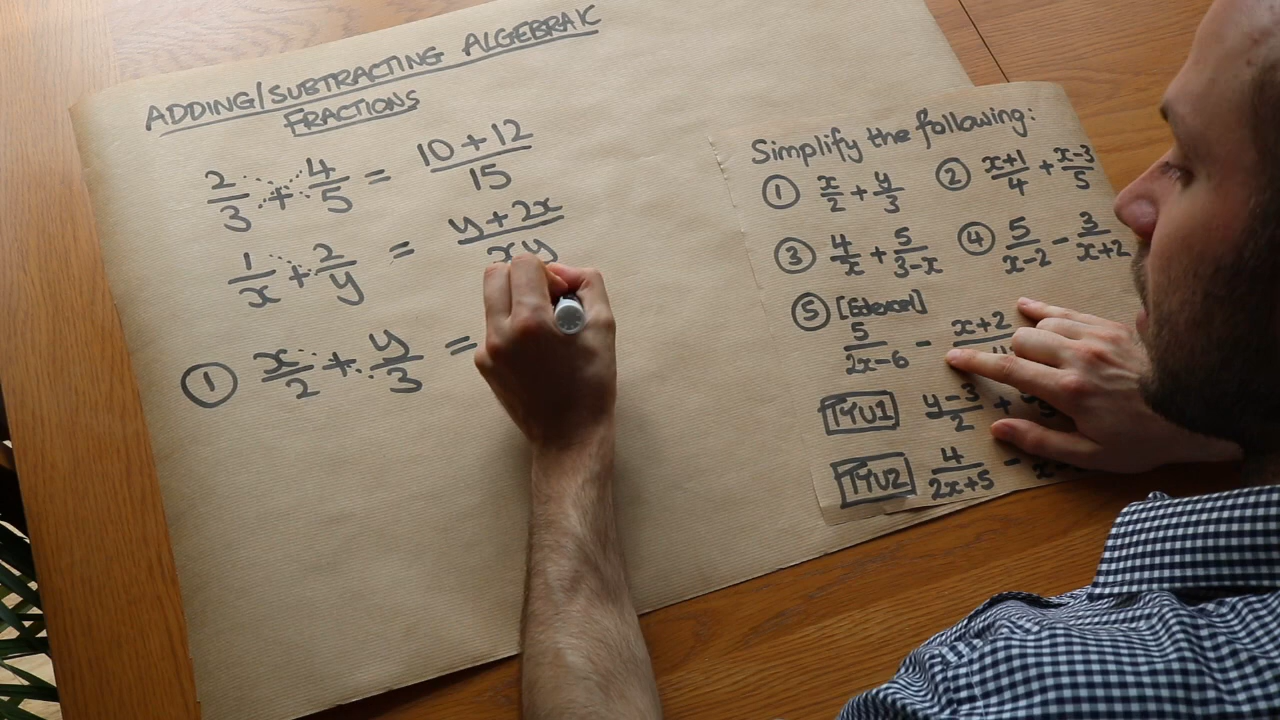 ADDING/SUBTRACTING ALGEBRAIC
FRACTIONS
2/3 + 4/5 = (10 + 12)/15
1/x + 2/y = (y + 2x)/xy
① x/2 + y/3 =
Simplify the following:
① x/2 + y/3 ② (x+1)/4 + (x-3)/5
③ 4/x + 5/(3-x) ④ 5/(x-2) - 3/(x+2)
⑤ [Edexcel]
5/(2x-6) - (x+2)/
TYU1 (y-3)/2 +
TYU2 4/(2x+5) -